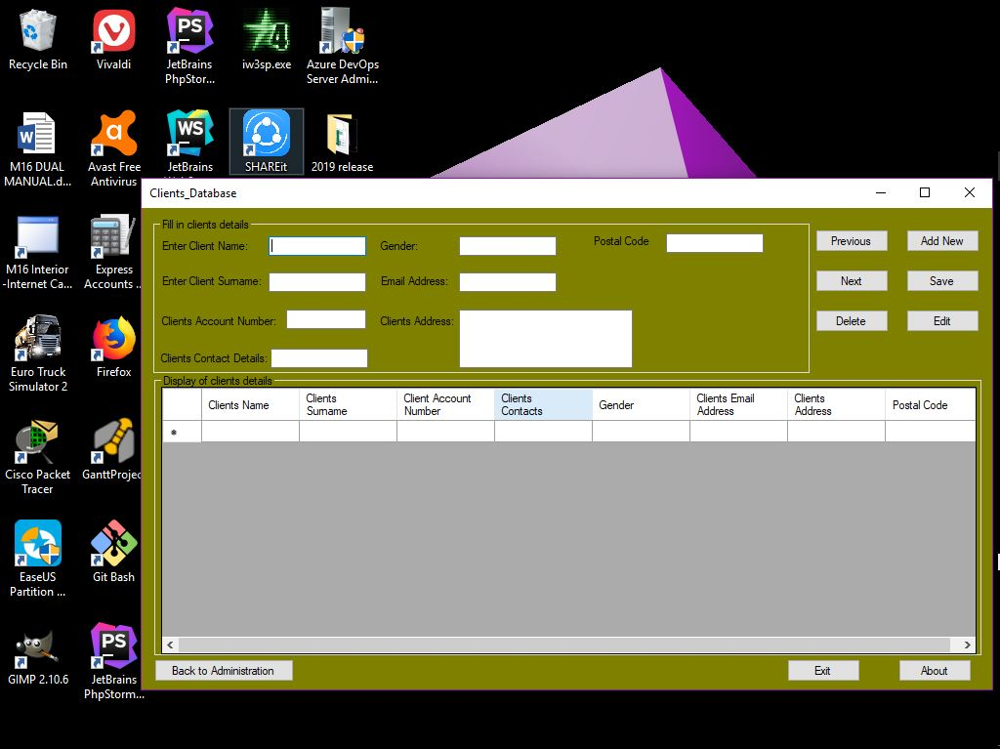 Recycle Bin
Vivaldi
PS
JetBrains
PhpStor...
4
iw3sp.exe
Azure DevOps
Server Admi...
W
M16 DUAL
MANUAL.d...
a
Avast Free
Antivirus
WS
JetBrains
SHAREit
2019 release
M16 Interior
-Internet Ca...
Express
Accounts ..
Euro Truck
Simulator 2
Firefox
Cisco Packet
Tracer
GanttProjec
EaseUS
Partition ...
Git Bash
GIMP 2.10.6
PS
JetBrains
PhpStorm...
Clients_Database
Fill in clients details
Enter Client Name:
Gender:
Postal Code
Enter Client Surname:
Email Address:
Clients Account Number:
Clients Address:
Clients Contact Details:
Previous
Add New
Next
Save
Delete
Edit
Display of clients details
Clients Name
Clients
Surname
Client Account
Number
Clients
Contacts
Gender
Clients Email
Address
Clients
Address
Postal Code
*
Back to Administration
Exit
About